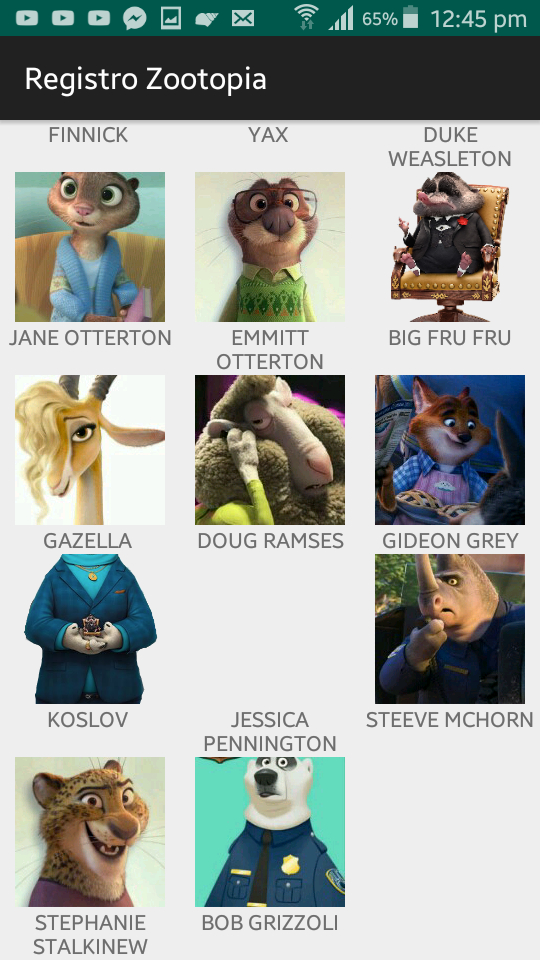 65% 12:45 pm
Registro Zootopia
FINNICK YAX DUKE
WEASLETON
JANE OTTERTON EMMITT BIG FRU FRU
OTTERTON
GAZELLA DOUG RAMSES GIDEON GREY
KOSLOV JESSICA STEEVE MCHORN
PENNINGTON
STEPHANIE BOB GRIZZOLI
STALKINEW